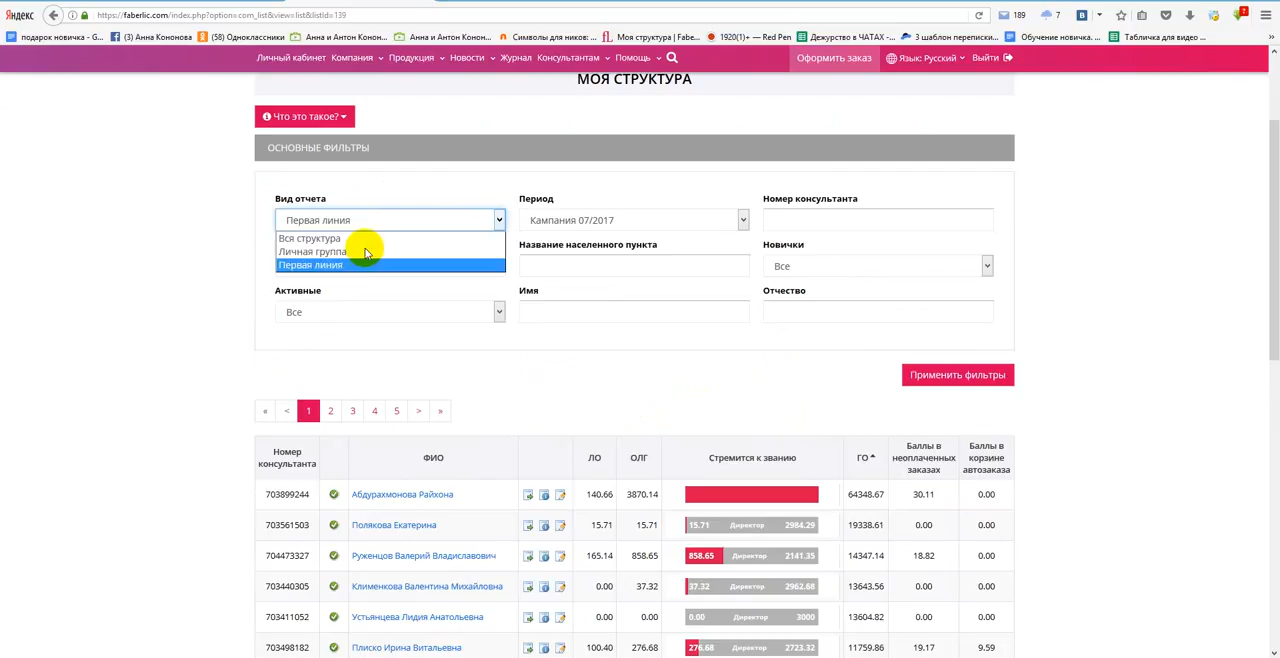 Яндекс
https://faberlic.com/index.php?option=com_list&view=list&listId=139
189
7
B
2
подарок новичка - G...
(3) Анна Кононова
(58) Одноклассники
Анна и Антон Конон...
Анна и Антон Конон...
Символы для ников: ...
Моя структура | Fabe...
1920(1)+ — Red Pen
Дежурство в ЧАТАХ -...
3 шаблон переписки...
Обучение новичка. ...
Табличка для видео ...
Личный кабинет
Компания
Продукция
Новости
Журнал
Консультантам
Помощь
Оформить заказ
Язык: Русский
Выйти
МОЯ СТРУКТУРА
Что это такое?
ОСНОВНЫЕ ФИЛЬТРЫ
Вид отчета
Период
Номер консультанта
Первая линия
Кампания 07/2017
Вся структура
Личная группа
Первая линия
Название населенного пункта
Новички
Все
Активные
Имя
Отчество
Все
Применить фильтры
« < 1 2 3 4 5 > »
Номер консультанта ФИО ЛО ОЛГ Стремится к званию ГО Баллы в неоплаченных заказах Баллы в корзине автозаказа
703899244 Абдурахмонова Райхона 140.66 3870.14 64348.67 30.11 0.00
703561503 Полякова Екатерина 15.71 15.71 15.71 Директор 2984.29 19338.61 0.00 0.00
704473327 Руженцов Валерий Владиславович 165.14 858.65 858.65 Директор 2141.35 14347.14 18.82 0.00
703440305 Клименкова Валентина Михайловна 0.00 37.32 37.32 Директор 2962.68 13643.56 0.00 0.00
703411052 Устьянцева Лидия Анатольевна 0.00 0.00 0.00 Директор 3000 13604.82 0.00 0.00
703498182 Плиско Ирина Витальевна 100.40 276.68 276.68 Директор 2723.32 11759.86 19.17 9.59